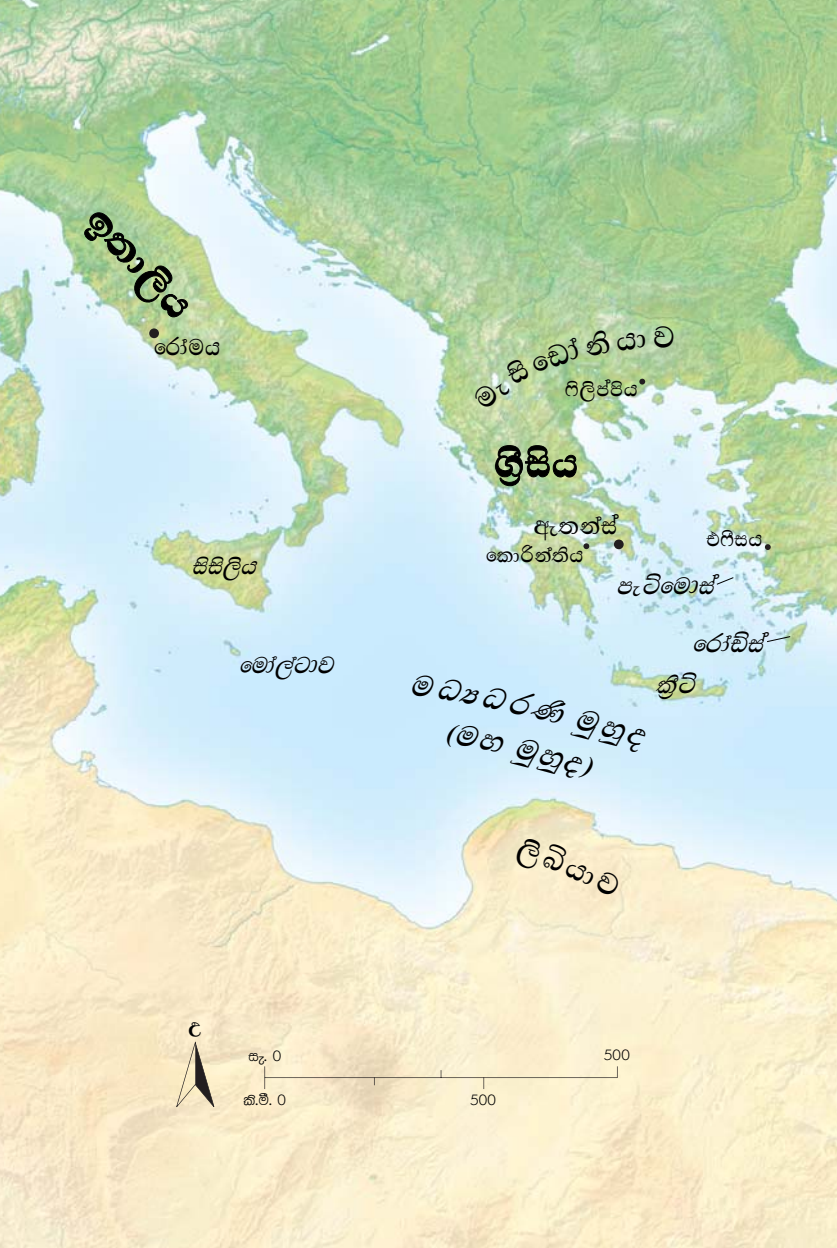 ඉතාලිය
රෝමය
මැසිඩෝනියාව
ෆිලිප්පිය
ග්‍රීසිය
ඇතන්ස්
කොරින්තිය
එෆීසය
පැට්මොස්
සිසිලිය
රෝඩ්ස්
මෝල්ටාව
ක්‍රීටි
මධ්‍යධරණි මුහුද
(මහ මුහුද)
ලිබියාව
උ
සැ. 0 500
කි.මී. 0 500